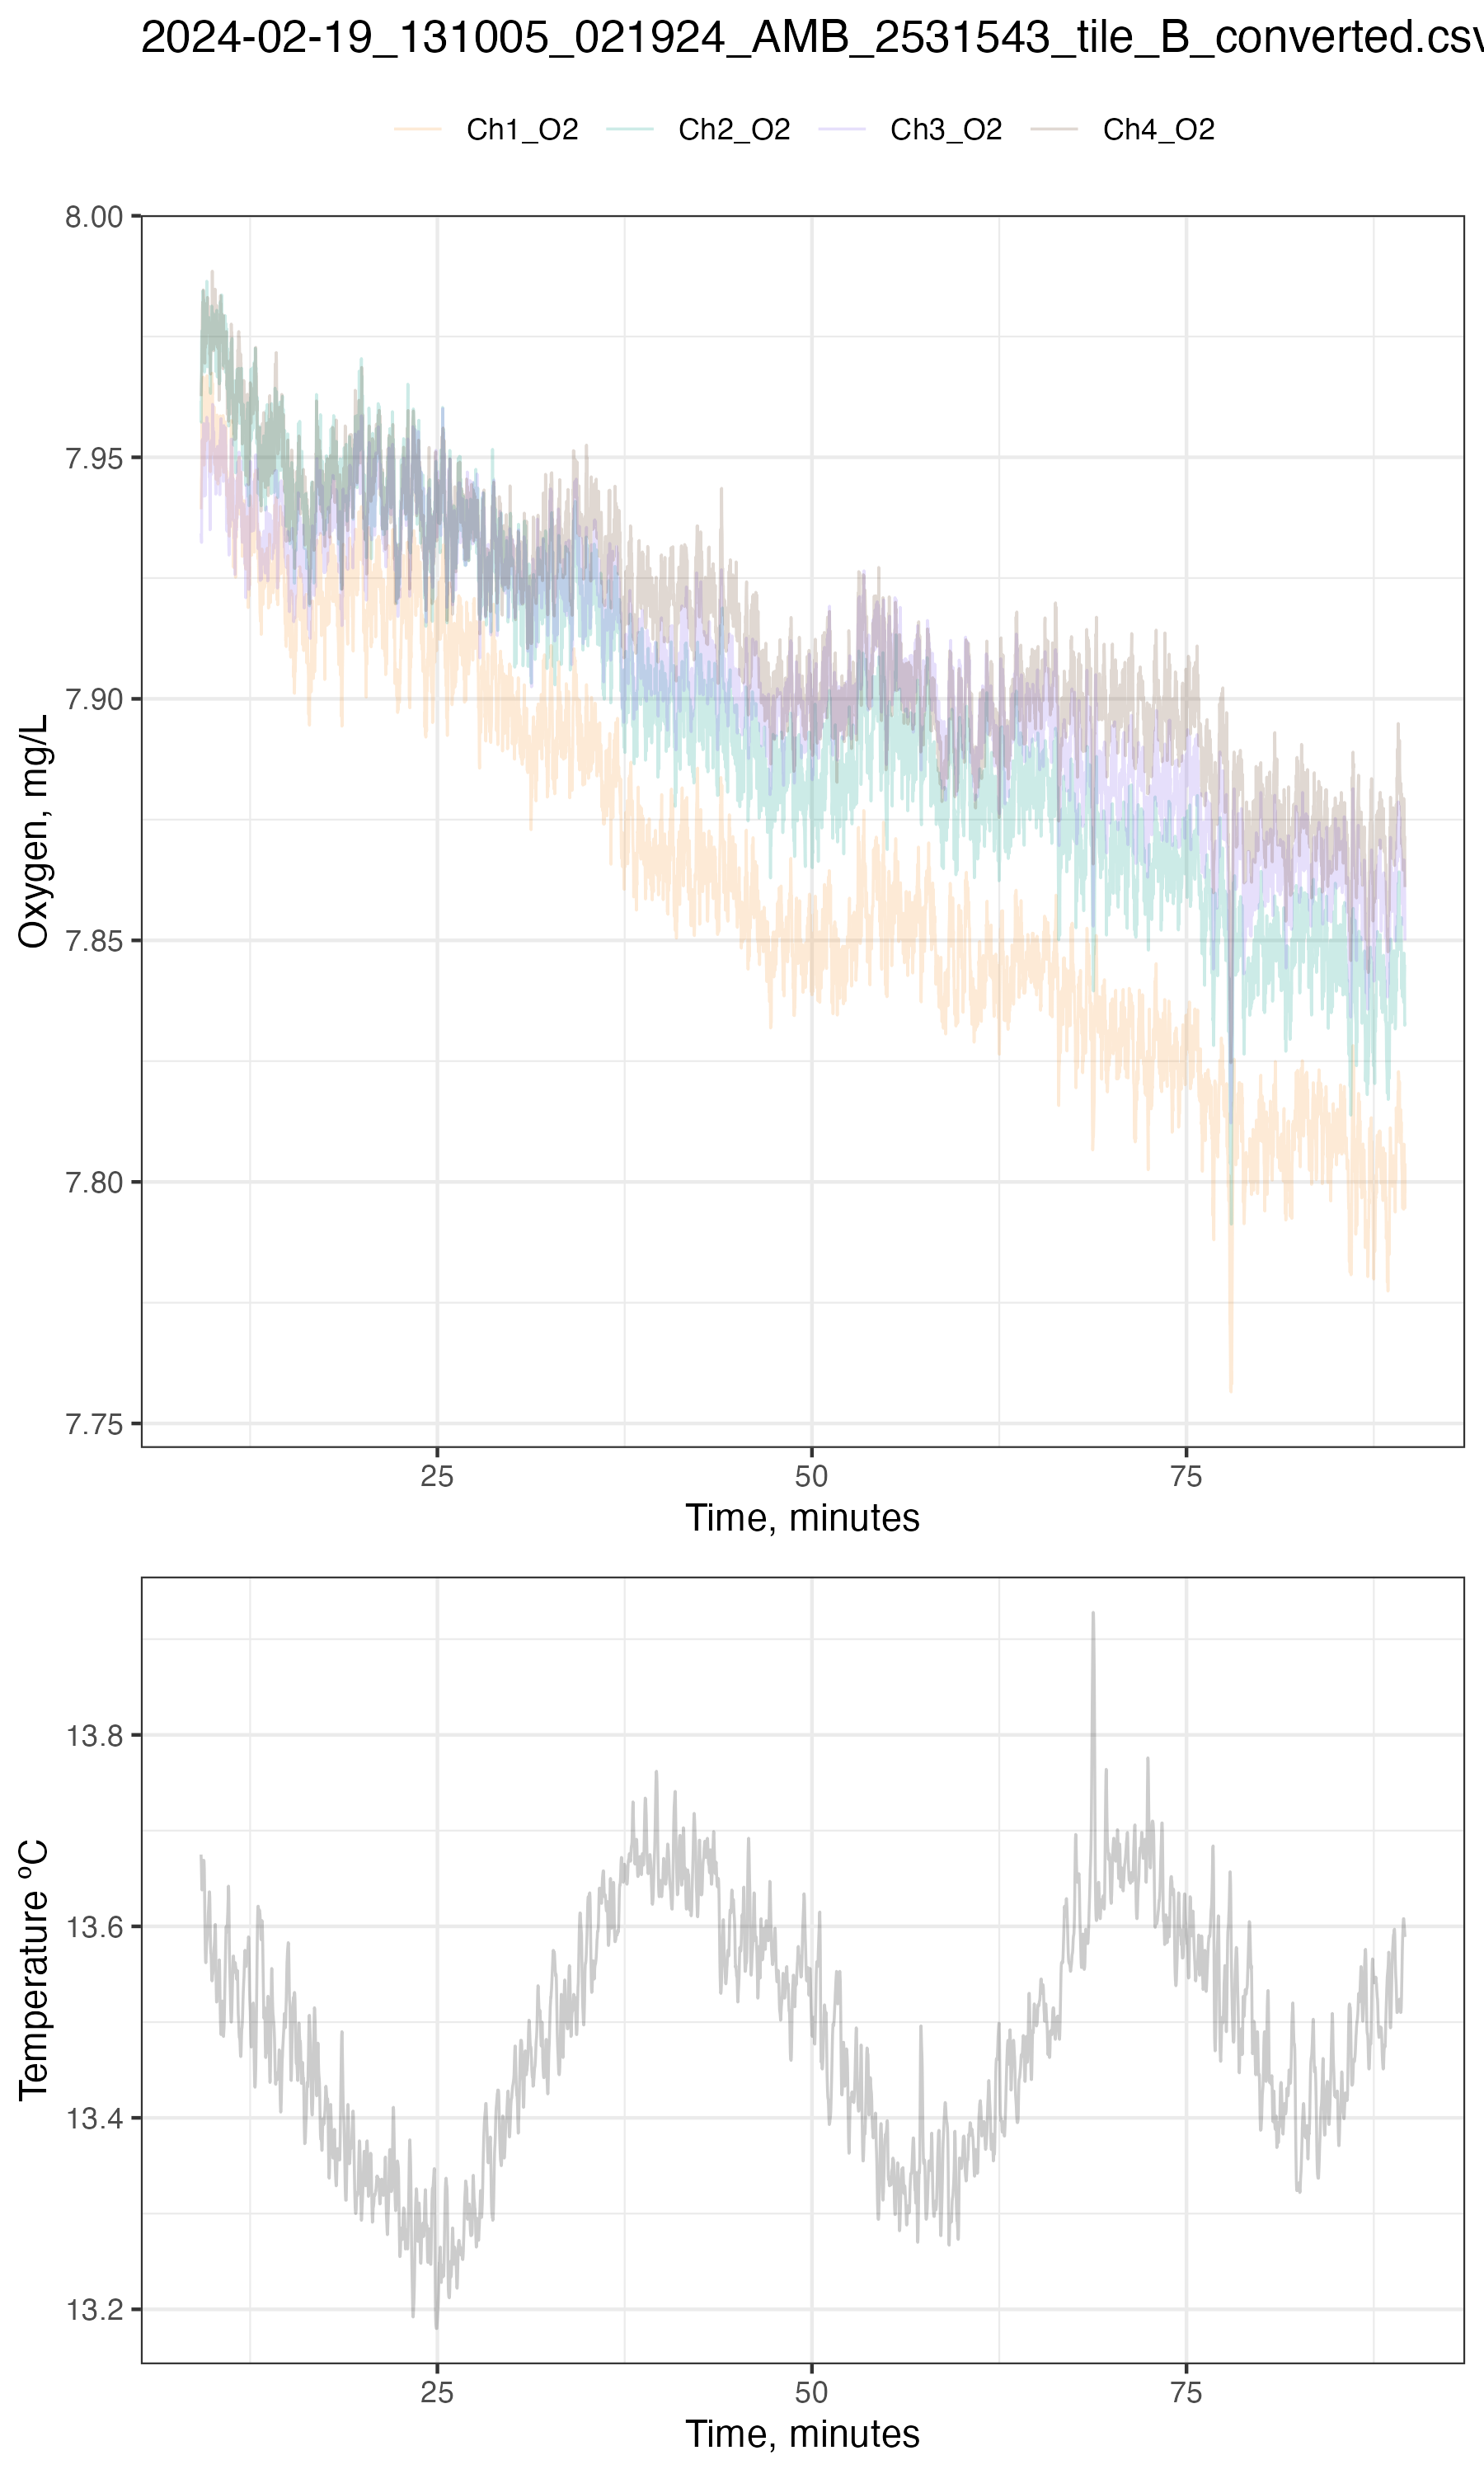 2024-02-19_131005_021924_AMB_2531543_tile_B_converted.csv
Ch1_O2 Ch2_O2 Ch3_O2 Ch4_O2
Oxygen, mg/L
8.00
7.95
7.90
7.85
7.80
7.75
25 50 75
Time, minutes
Temperature ºC
13.8
13.6
13.4
13.2
25 50 75
Time, minutes